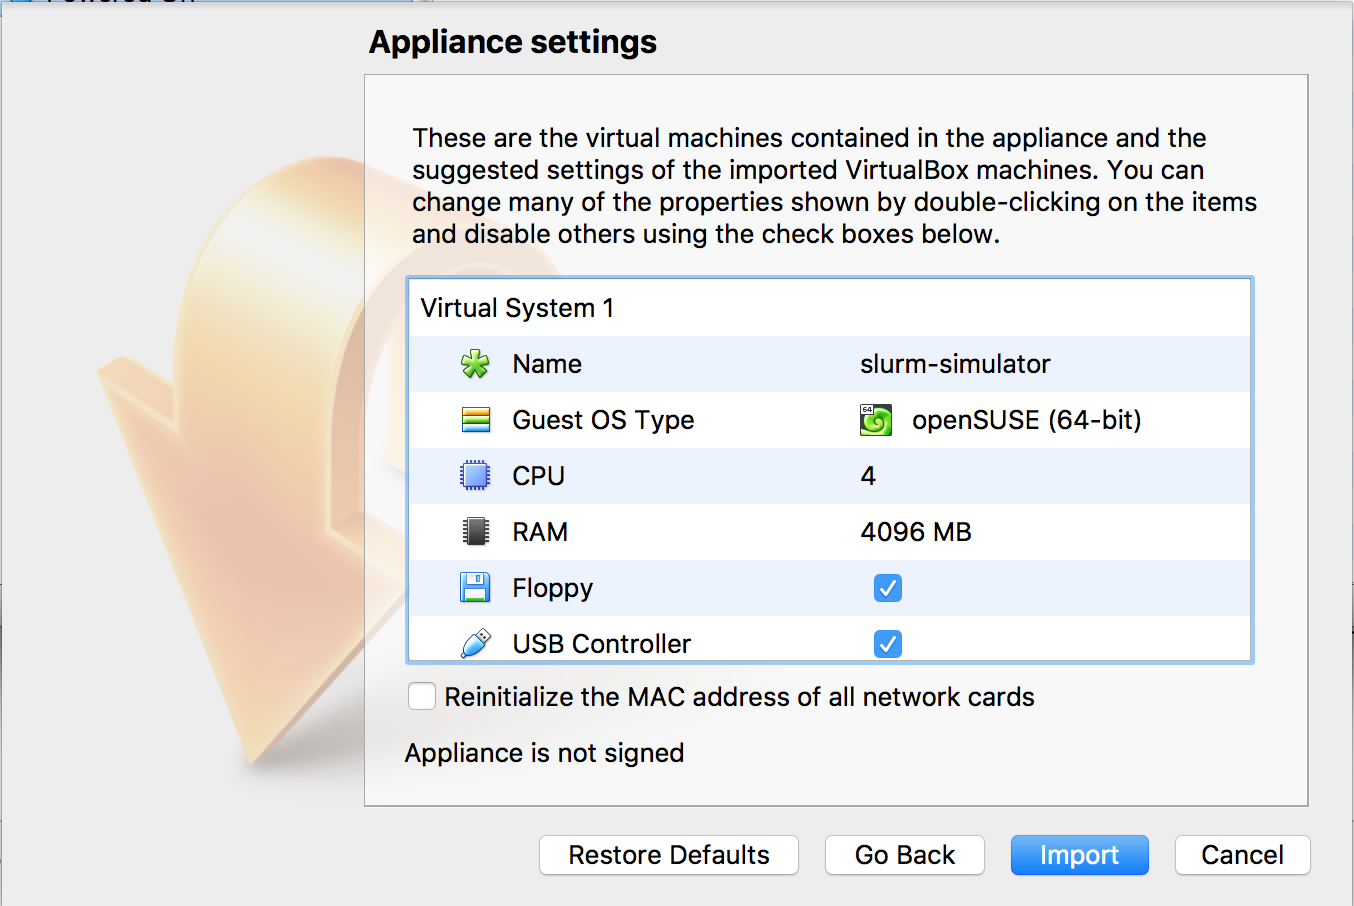 Powered Off
Appliance settings
These are the virtual machines contained in the appliance and the
suggested settings of the imported VirtualBox machines. You can
change many of the properties shown by double-clicking on the items
and disable others using the check boxes below.
Virtual System 1
Name slurm-simulator
Guest OS Type 64 openSUSE (64-bit)
CPU 4
RAM 4096 MB
Floppy
USB Controller
Reinitialize the MAC address of all network cards
Appliance is not signed
Restore Defaults Go Back Import Cancel